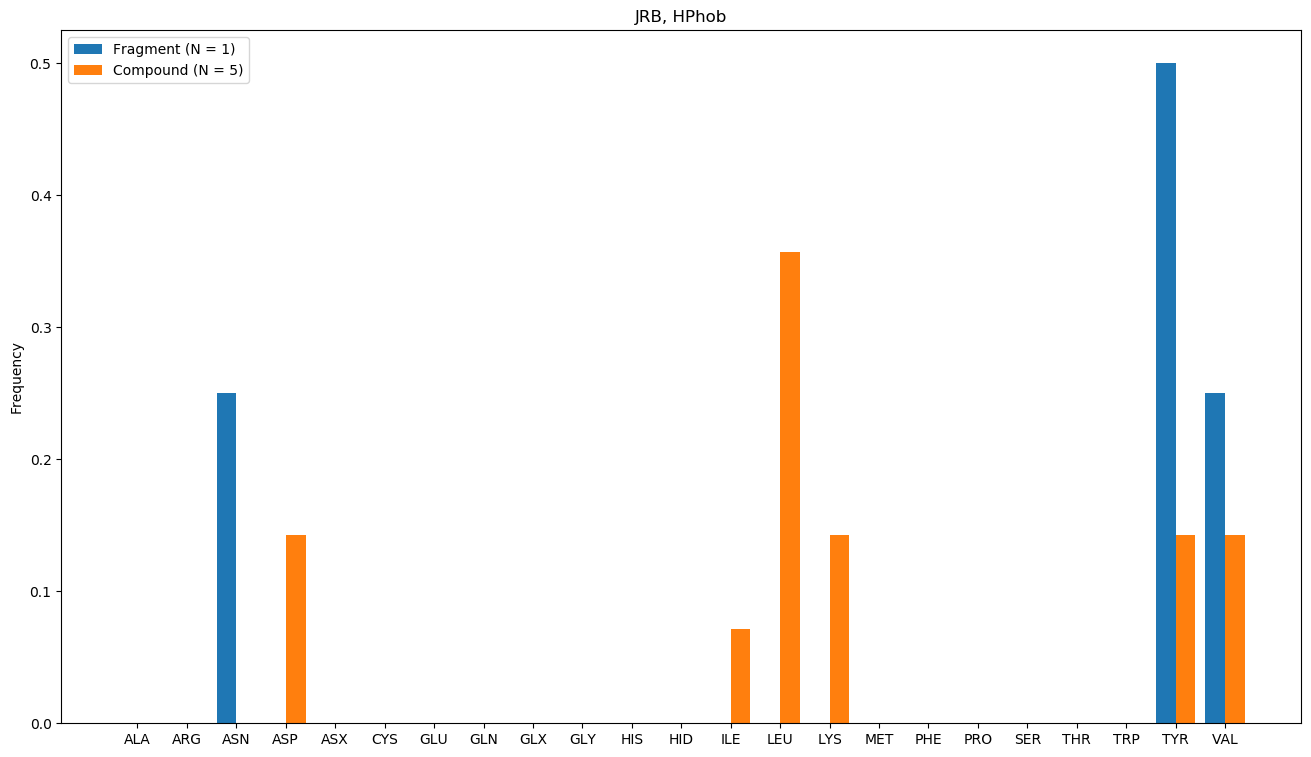 JRB, HPhob
Fragment (N = 1)
Compound (N = 5)
0.5
0.4
0.3
0.2
0.1
0.0
Frequency
ALA ARG ASN ASP ASX CYS GLU GLN GLX GLY HIS HID ILE LEU LYS MET PHE PRO SER THR TRP TYR VAL